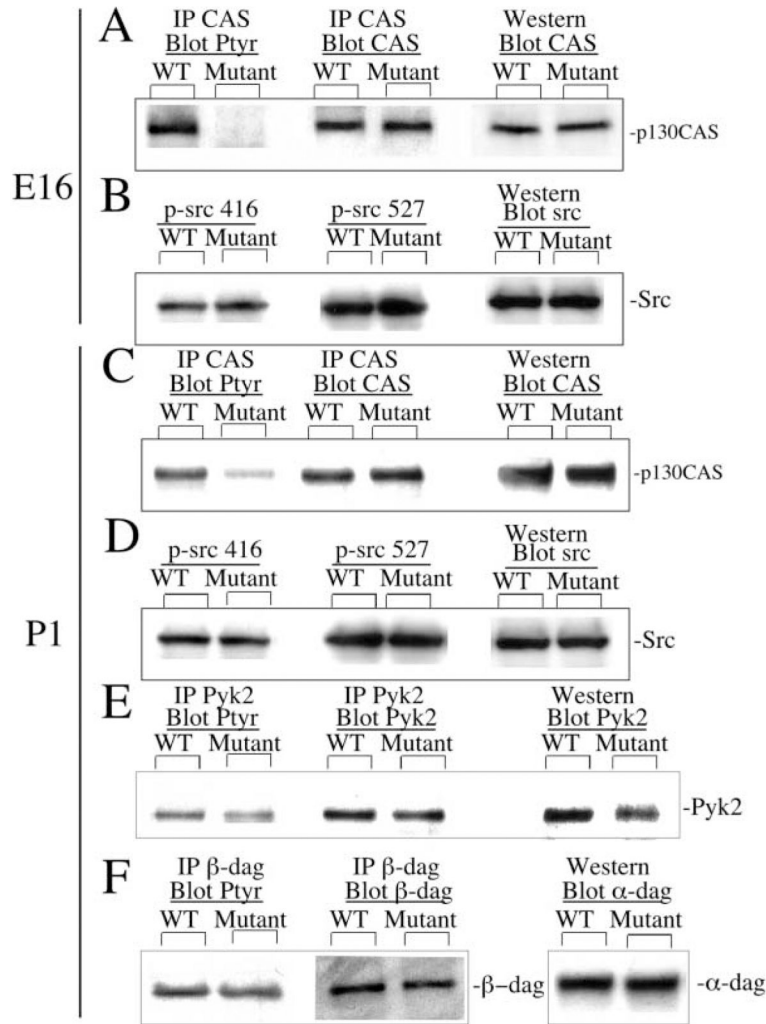 A
IP CAS IP CAS Western
Blot Ptyr Blot CAS Blot CAS
WT Mutant WT Mutant WT Mutant
-p130CAS
E16
B
p-src 416 p-src 527 Western Blot src
WT Mutant WT Mutant WT Mutant
-Src
C
IP CAS IP CAS Western
Blot Ptyr Blot CAS Blot CAS
WT Mutant WT Mutant WT Mutant
-p130CAS
D
p-src 416 p-src 527 Western Blot src
WT Mutant WT Mutant WT Mutant
-Src
P1
E
IP Pyk2 IP Pyk2 Western
Blot Ptyr Blot Pyk2 Blot Pyk2
WT Mutant WT Mutant WT Mutant
-Pyk2
F
IP β-dag IP β-dag Western
Blot Ptyr Blot β-dag Blot α-dag
WT Mutant WT Mutant WT Mutant
-β-dag -α-dag